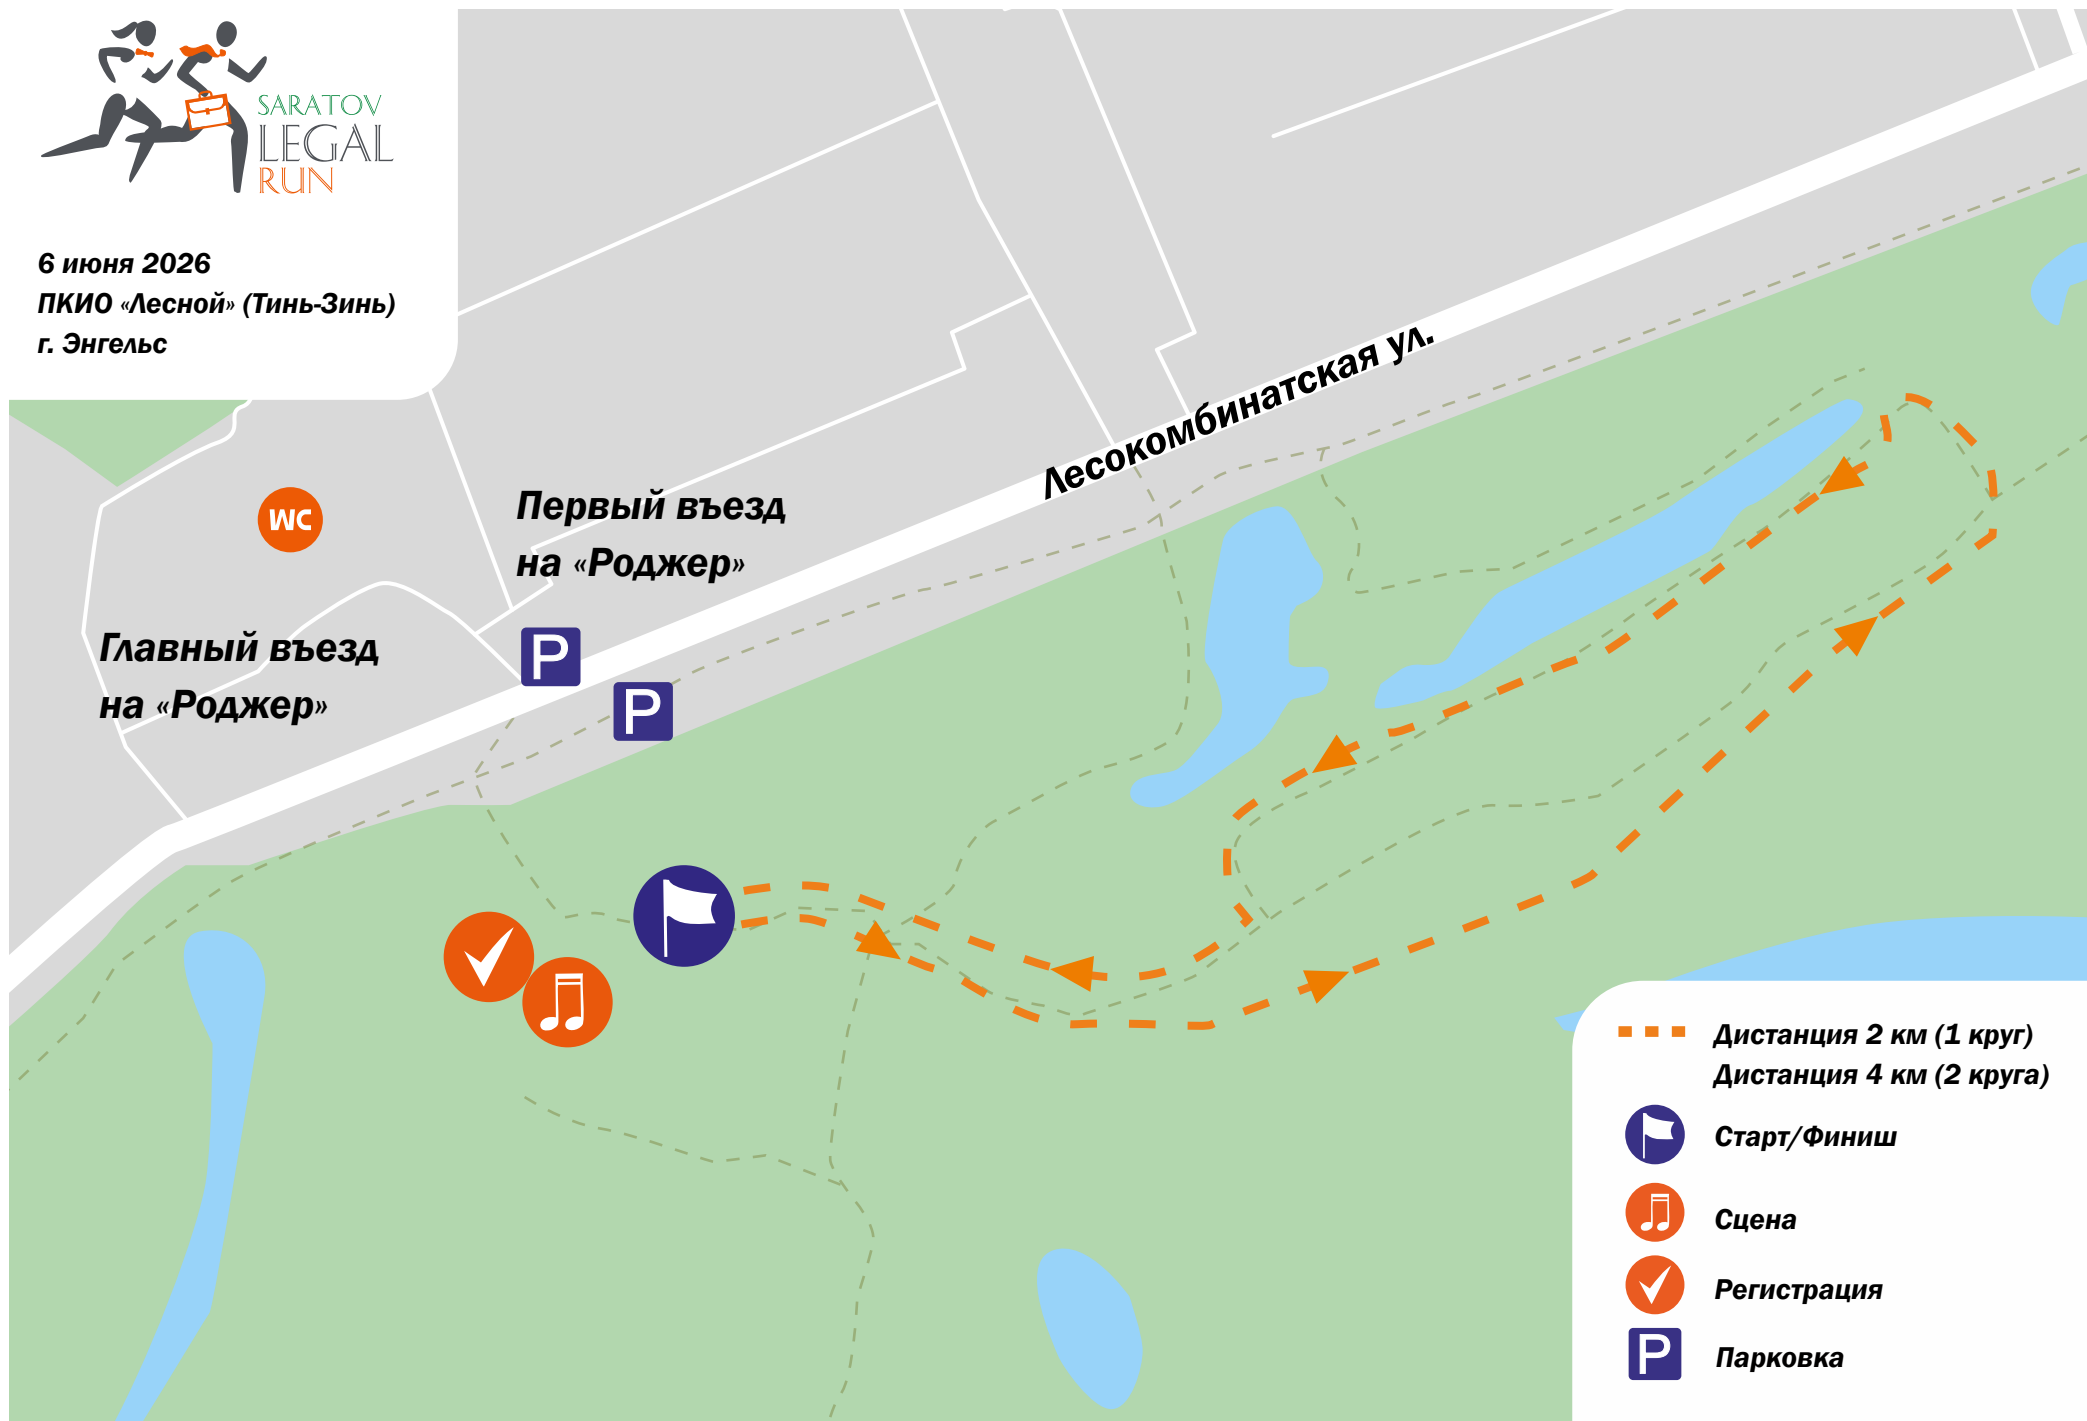 SARATOV
LEGAL
RUN
6 июня 2026
ПКИО «Лесной» (Тинь-Зинь)
г. Энгельс
Лесокомбинатская ул.
WC
Первый въезд
на «Роджер»
Главный въезд
на «Роджер»
P
P
Дистанция 2 км (1 круг)
Дистанция 4 км (2 круга)
Старт/Финиш
Сцена
Регистрация
P Парковка